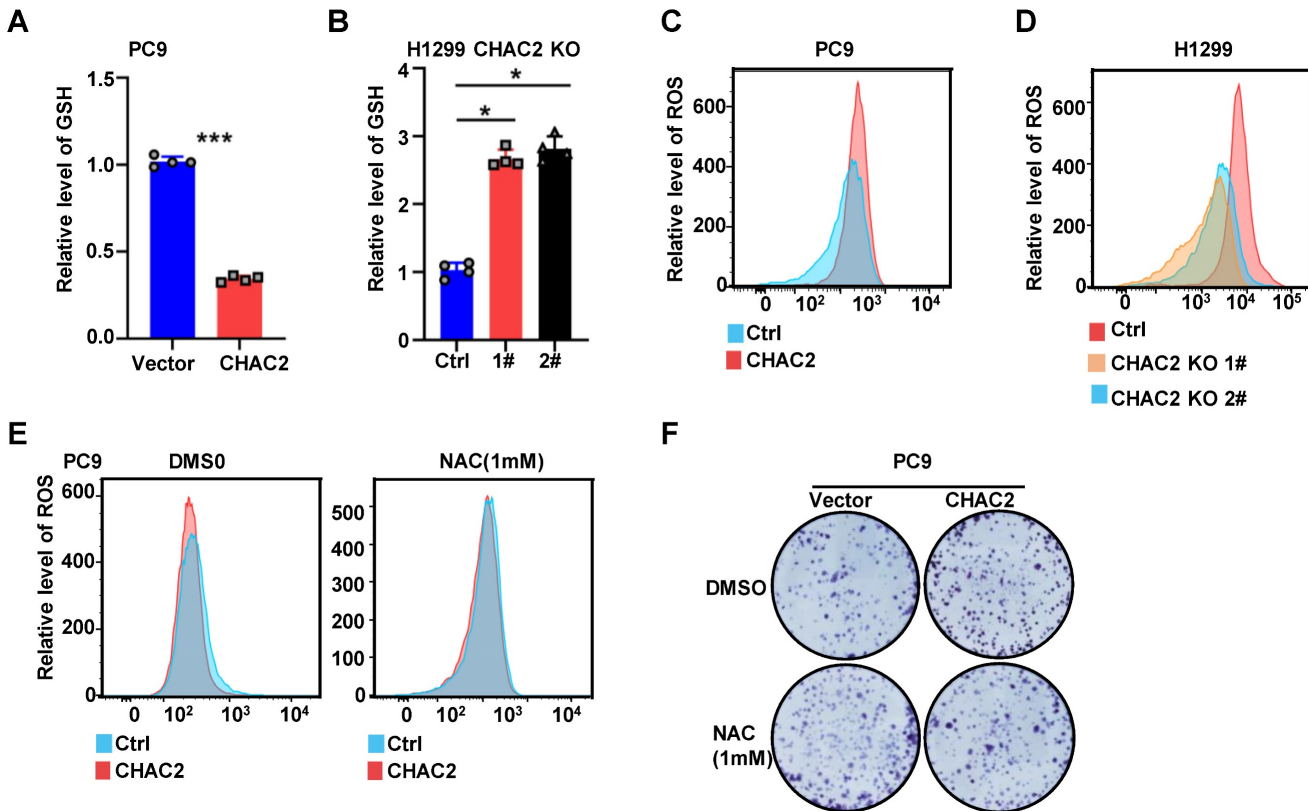 A
PC9
Relative level of GSH
1.5
1.0
0.5
0.0
***
Vector CHAC2
B
H1299 CHAC2 KO
Relative level of GSH
4
3
2
1
0
*
*
Ctrl 1# 2#
C
PC9
Relative level of ROS
600
400
200
0
0 10² 10³ 10⁴
Ctrl
CHAC2
D
H1299
Relative level of ROS
600
400
200
0
0 10³ 10⁴ 10⁵
Ctrl
CHAC2 KO 1#
CHAC2 KO 2#
E
PC9 DMS0
Relative level of ROS
600
400
200
0
0 10² 10³ 10⁴
Ctrl
CHAC2
NAC(1mM)
500
400
300
200
100
0
0 10² 10³ 10⁴
Ctrl
CHAC2
F
PC9
Vector CHAC2
DMSO
NAC
(1mM)